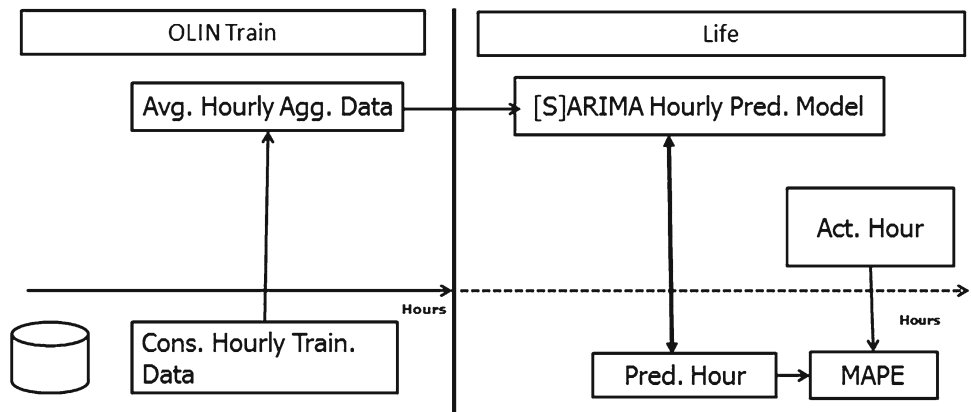 OLIN Train
Life
Avg. Hourly Agg. Data
[S]ARIMA Hourly Pred. Model
Act. Hour
Hours
Hours
Cons. Hourly Train.
Data
Pred. Hour
MAPE